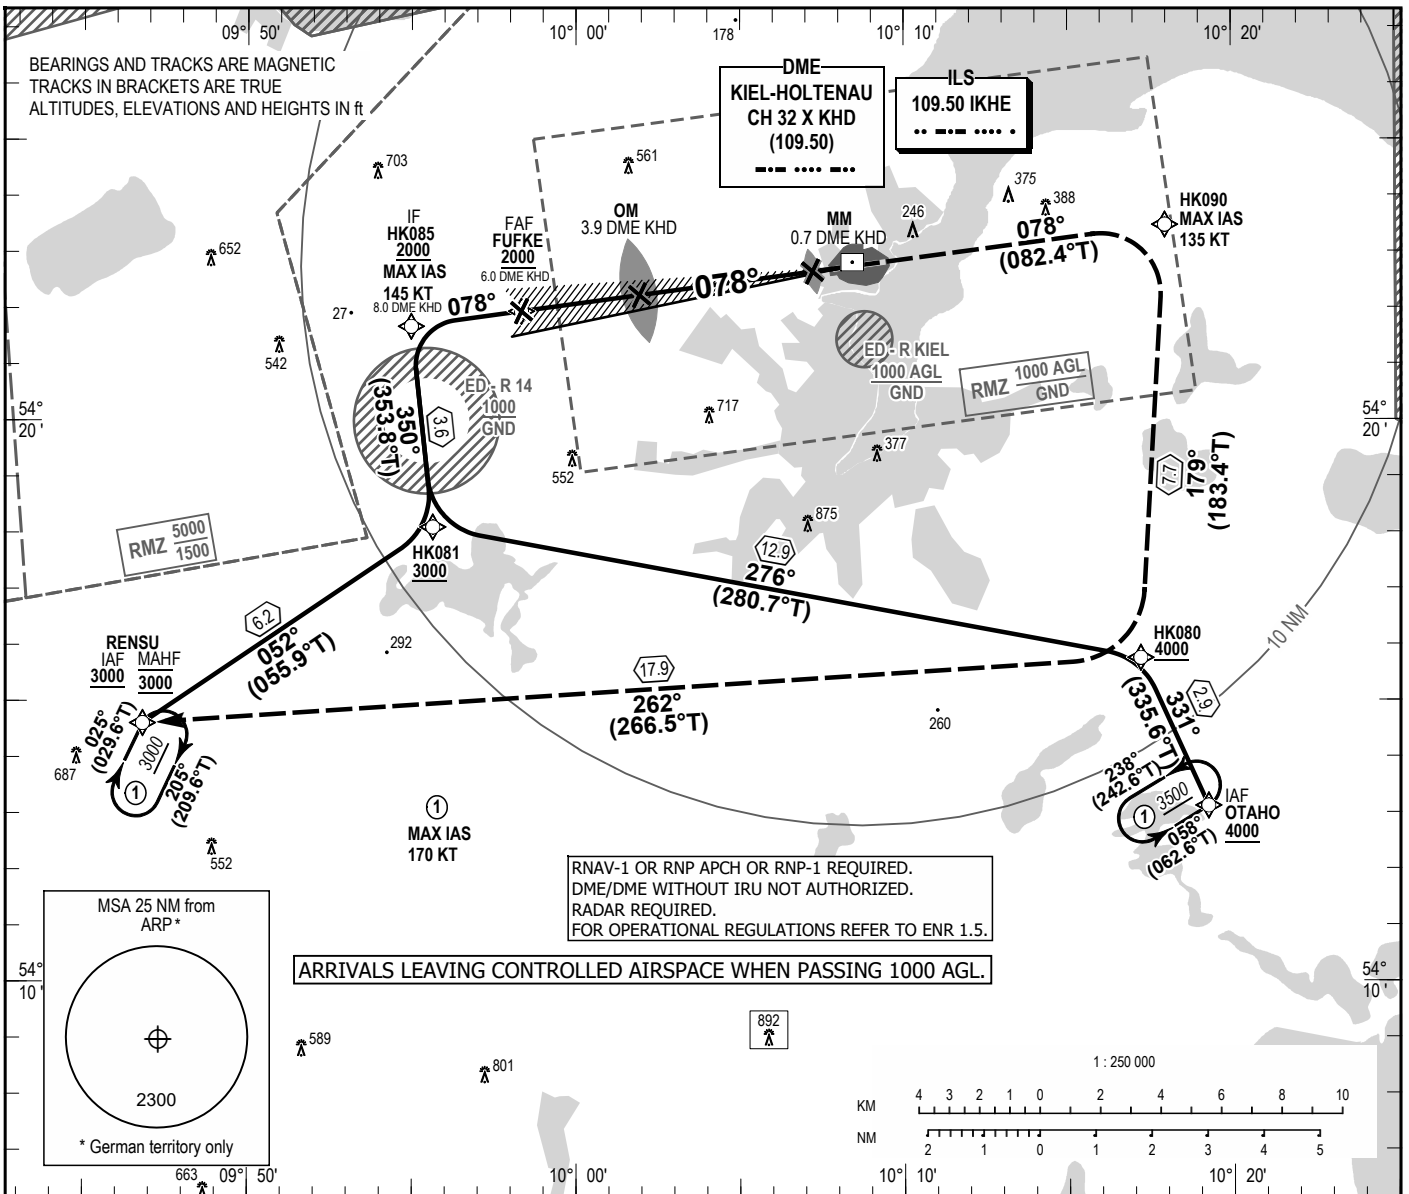 09° 50'
10° 00'
178
10° 10'
10° 20'
BEARINGS AND TRACKS ARE MAGNETIC
TRACKS IN BRACKETS ARE TRUE
ALTITUDES, ELEVATIONS AND HEIGHTS IN ft
DME
KIEL-HOLTENAU
CH 32 X KHD
(109.50)
ILS
109.50 IKHE
703
561
375
388
246
652
IF
HK085
2000
MAX IAS
145 KT
8.0 DME KHD
FAF
FUFKE
2000
6.0 DME KHD
OM
3.9 DME KHD
MM
0.7 DME KHD
HK090
MAX IAS
135 KT
078°
(082.4°T)
078°
078°
27
542
ED - R 14
1000
GND
ED - R KIEL
1000 AGL
GND
RMZ 1000 AGL
GND
350°
(353.8°T)
3.6
717
377
552
54°
20'
54°
20'
7.7
179°
(183.4°T)
875
RMZ 5000
1500
HK081
3000
12.9
276°
(280.7°T)
6.2
052°
(055.9°T)
292
10 NM
HK080
4000
RENSU
IAF MAHF
3000 3000
17.9
262°
(266.5°T)
260
2.9
331°
(335.6°T)
025°
(029.6°T)
3000
205°
(209.6°T)
1
687
238°
(242.6°T)
3500
1
058°
(062.6°T)
IAF
OTAHO
4000
1
MAX IAS
170 KT
552
RNAV-1 OR RNP APCH OR RNP-1 REQUIRED.
DME/DME WITHOUT IRU NOT AUTHORIZED.
RADAR REQUIRED.
FOR OPERATIONAL REGULATIONS REFER TO ENR 1.5.
ARRIVALS LEAVING CONTROLLED AIRSPACE WHEN PASSING 1000 AGL.
54°
10'
54°
10'
MSA 25 NM from
ARP *
2300
* German territory only
589
801
892
663
1 : 250 000
KM 4 3 2 1 0 2 4 6 8 10
NM 2 1 0 1 2 3 4 5
09° 50'
10° 00'
10° 10'
10° 20'